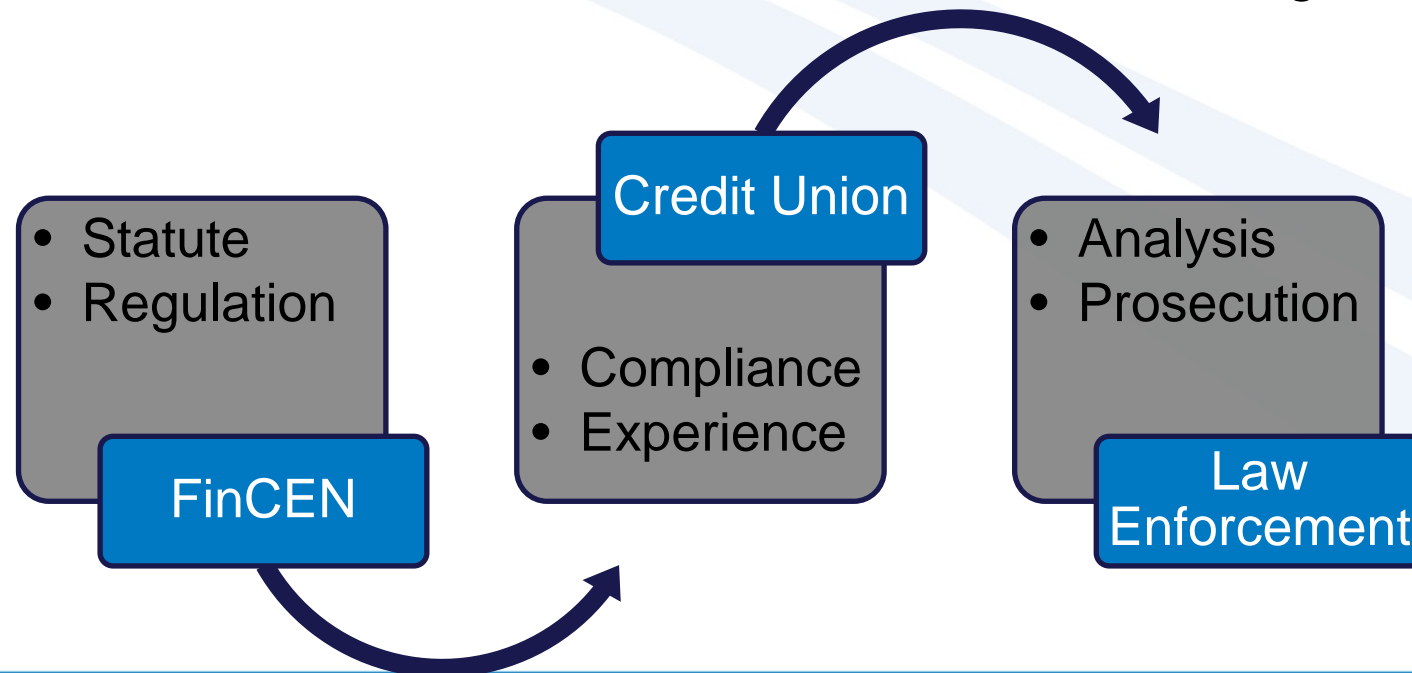 • Statute
• Regulation
FinCEN
Credit Union
• Compliance
• Experience
• Analysis
• Prosecution
Law
Enforcement